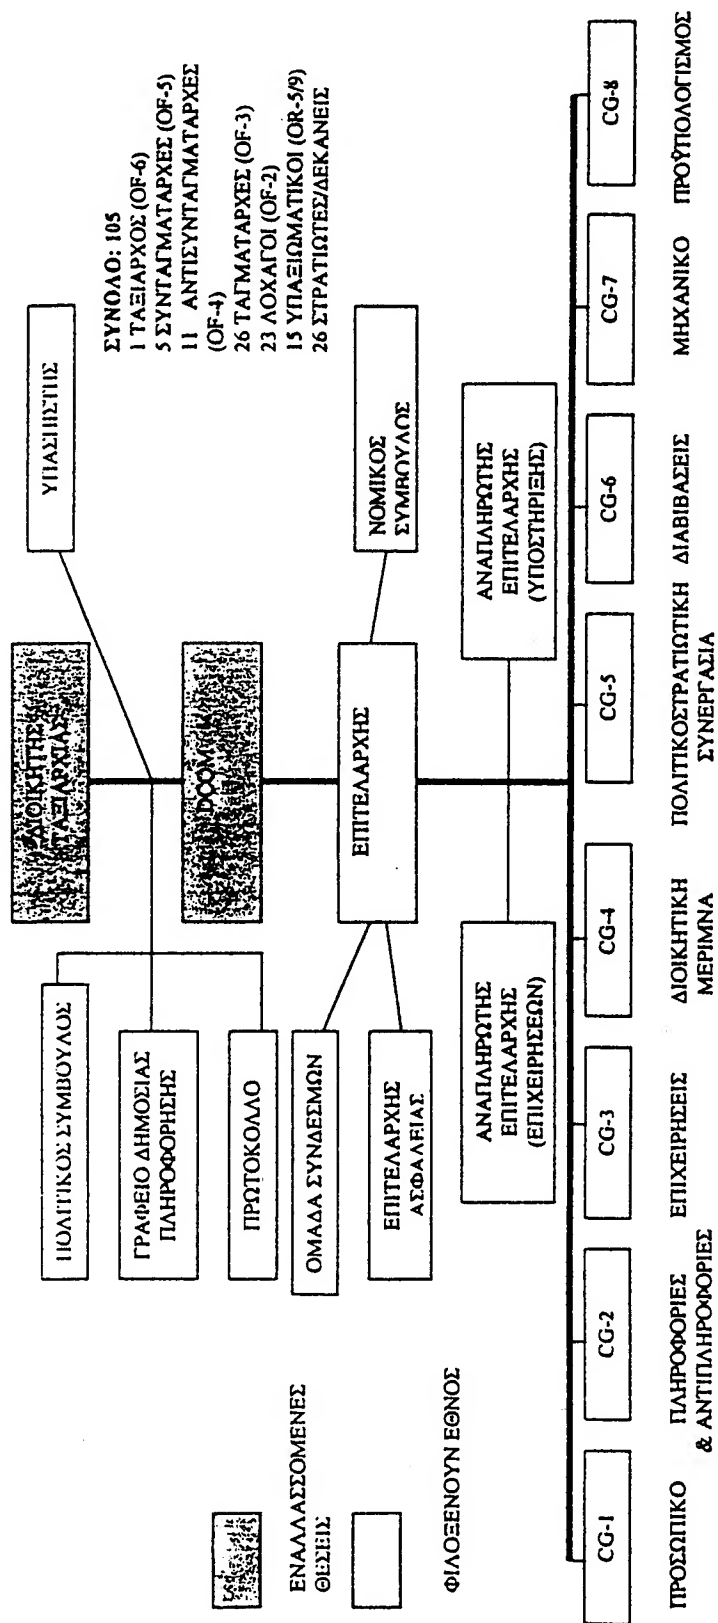 ΔΙΟΙΚΗΤΗΣ
ΤΑΞΙΑΡΧΙΑΣ
ΥΠΑΣΠΙΣΤΗΣ
ΠΟΛΙΤΙΚΟΣ ΣΥΜΒΟΥΛΟΣ
ΓΡΑΦΕΙΟ ΔΗΜΟΣΙΑΣ
ΠΛΗΡΟΦΟΡΗΣΗΣ
ΠΡΩΤΟΚΟΛΛΟ
DCOM
ΣΥΝΟΛΟ: 105
1 ΤΑΞΙΑΡΧΟΣ (OF-6)
5 ΣΥΝΤΑΓΜΑΤΑΡΧΕΣ (OF-5)
11 ΑΝΤΙΣΥΝΤΑΓΜΑΤΑΡΧΕΣ
(OF-4)
26 ΤΑΓΜΑΤΑΡΧΕΣ (OF-3)
23 ΛΟΧΑΓΟΙ (OF-2)
15 ΥΠΑΞΙΩΜΑΤΙΚΟΙ (OR-5/9)
26 ΣΤΡΑΤΙΩΤΕΣ/ΔΕΚΑΝΕΙΣ
ΕΝΑΛΛΑΣΣΟΜΕΝΕΣ
ΘΕΣΕΙΣ
ΦΙΛΟΞΕΝΟΥΝ ΕΘΝΟΣ
ΟΜΑΔΑ ΣΥΝΔΕΣΜΩΝ
ΕΠΙΤΕΛΑΡΧΗΣ
ΑΣΦΑΛΕΙΑΣ
ΕΠΙΤΕΛΑΡΧΗΣ
ΝΟΜΙΚΟΣ
ΣΥΜΒΟΥΛΟΣ
ΑΝΑΠΛΗΡΩΤΗΣ
ΕΠΙΤΕΛΑΡΧΗΣ
(ΕΠΙΧΕΙΡΗΣΕΩΝ)
ΑΝΑΠΛΗΡΩΤΗΣ
ΕΠΙΤΕΛΑΡΧΗΣ
(ΥΠΟΣΤΗΡΙΞΗΣ)
CG-1
CG-2
CG-3
CG-4
CG-5
CG-6
CG-7
CG-8
ΠΡΟΣΩΠΙΚΟ
ΠΛΗΡΟΦΟΡΙΕΣ
& ΑΝΤΙΠΛΗΡΟΦΟΡΙΕΣ
ΕΠΙΧΕΙΡΗΣΕΙΣ
ΔΙΟΙΚΗΤΙΚΗ
ΜΕΡΙΜΝΑ
ΠΟΛΙΤΙΚΟΣΤΡΑΤΙΩΤΙΚΗ
ΣΥΝΕΡΓΑΣΙΑ
ΔΙΑΒΙΒΑΣΕΙΣ
ΜΗΧΑΝΙΚΟ
ΠΡΟΫΠΟΛΟΓΙΣΜΟΣ